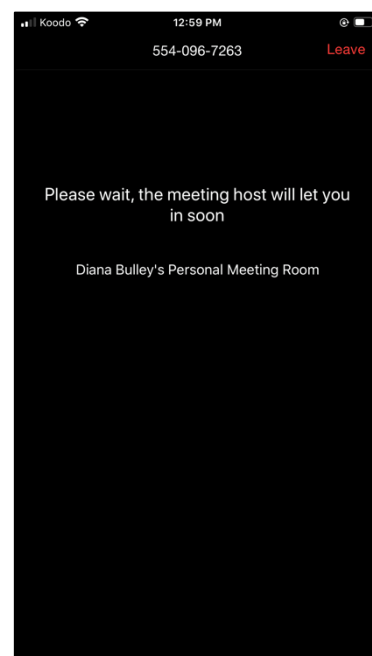 Koodo 12:59 PM
554-096-7263 Leave
Please wait, the meeting host will let you
in soon
Diana Bulley's Personal Meeting Room